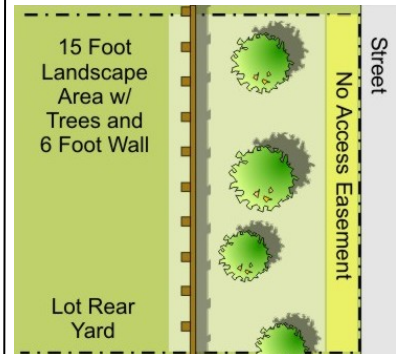 15 Foot
Landscape
Area w/
Trees and
6 Foot Wall
Lot Rear
Yard
No Access Easement
Street